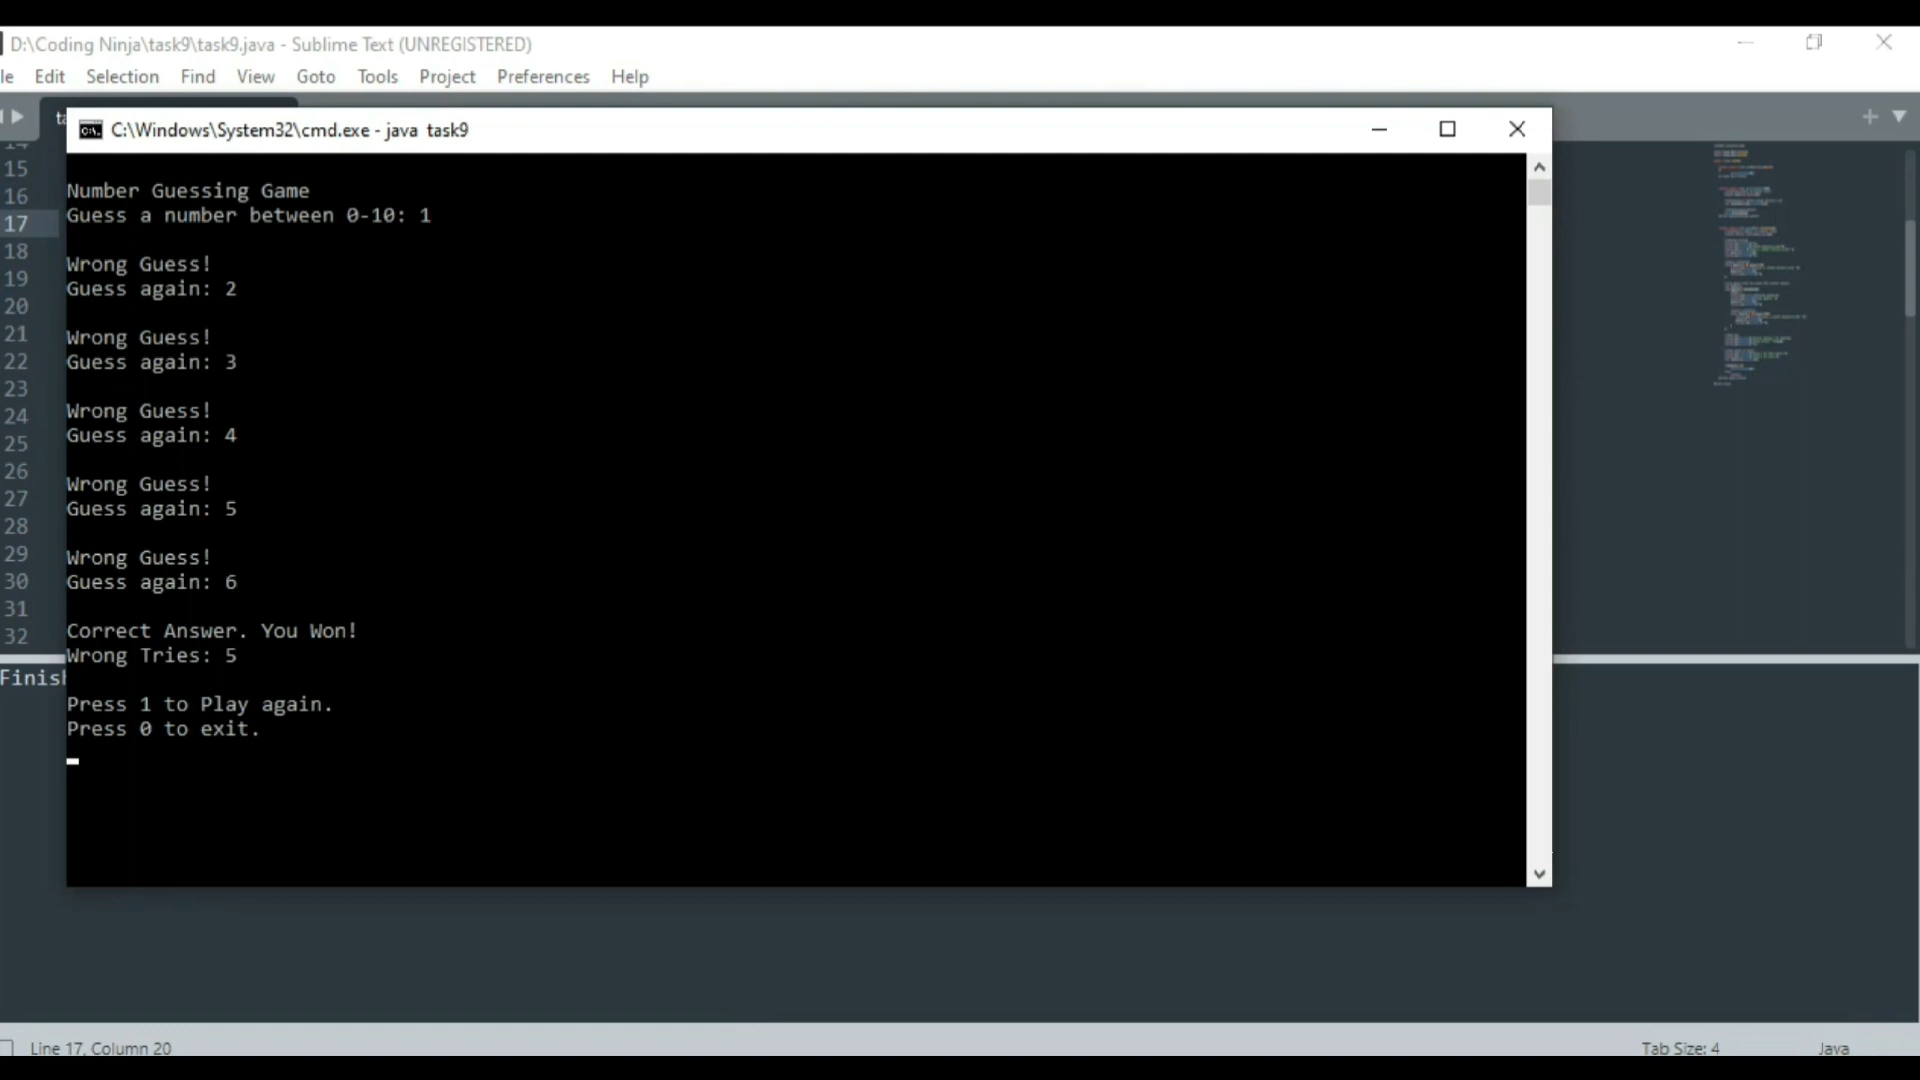 D:\Coding Ninja\task9\task9.java - Sublime Text (UNREGISTERED)
le Edit Selection Find View Goto Tools Project Preferences Help
ta
C:\Windows\System32\cmd.exe - java task9
Number Guessing Game
Guess a number between 0-10: 1
Wrong Guess!
Guess again: 2
Wrong Guess!
Guess again: 3
Wrong Guess!
Guess again: 4
Wrong Guess!
Guess again: 5
Wrong Guess!
Guess again: 6
Correct Answer. You Won!
Wrong Tries: 5
Press 1 to Play again.
Press 0 to exit.
14
15
16
17
18
19
20
21
22
23
24
25
26
27
28
29
30
31
32
Finish
Line 17, Column 20
Tab Size: 4
Java